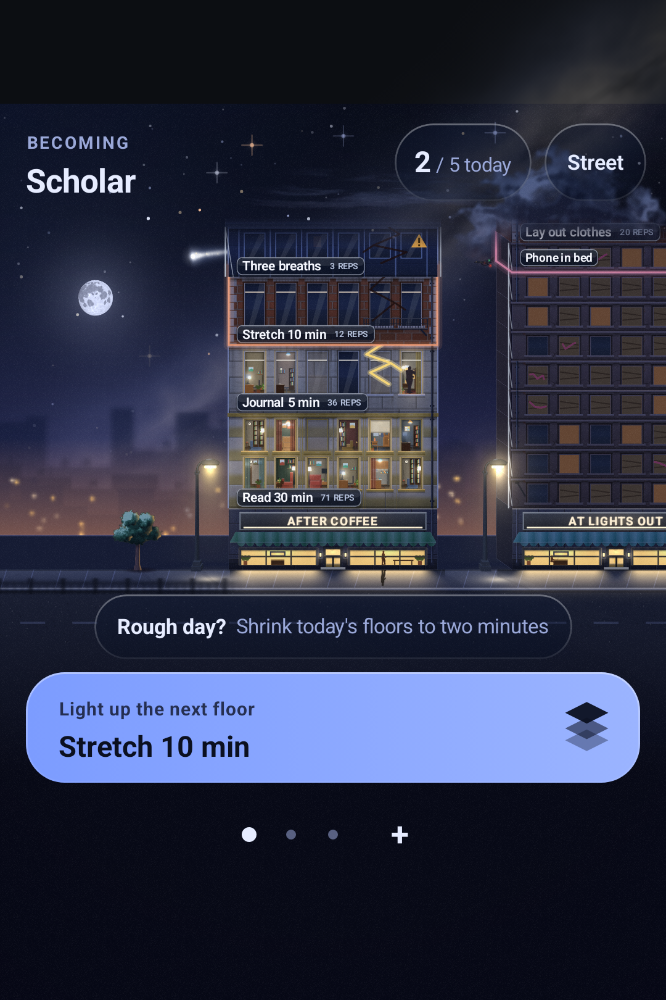 BECOMING
Scholar
2 / 5 today
Street
Three breaths 3 REPS
Stretch 10 min 12 REPS
Journal 5 min 36 REPS
Read 30 min 71 REPS
AFTER COFFEE
Lay out clothes 20 REPS
Phone in bed
AT LIGHTS OUT
Rough day? Shrink today's floors to two minutes
Light up the next floor
Stretch 10 min